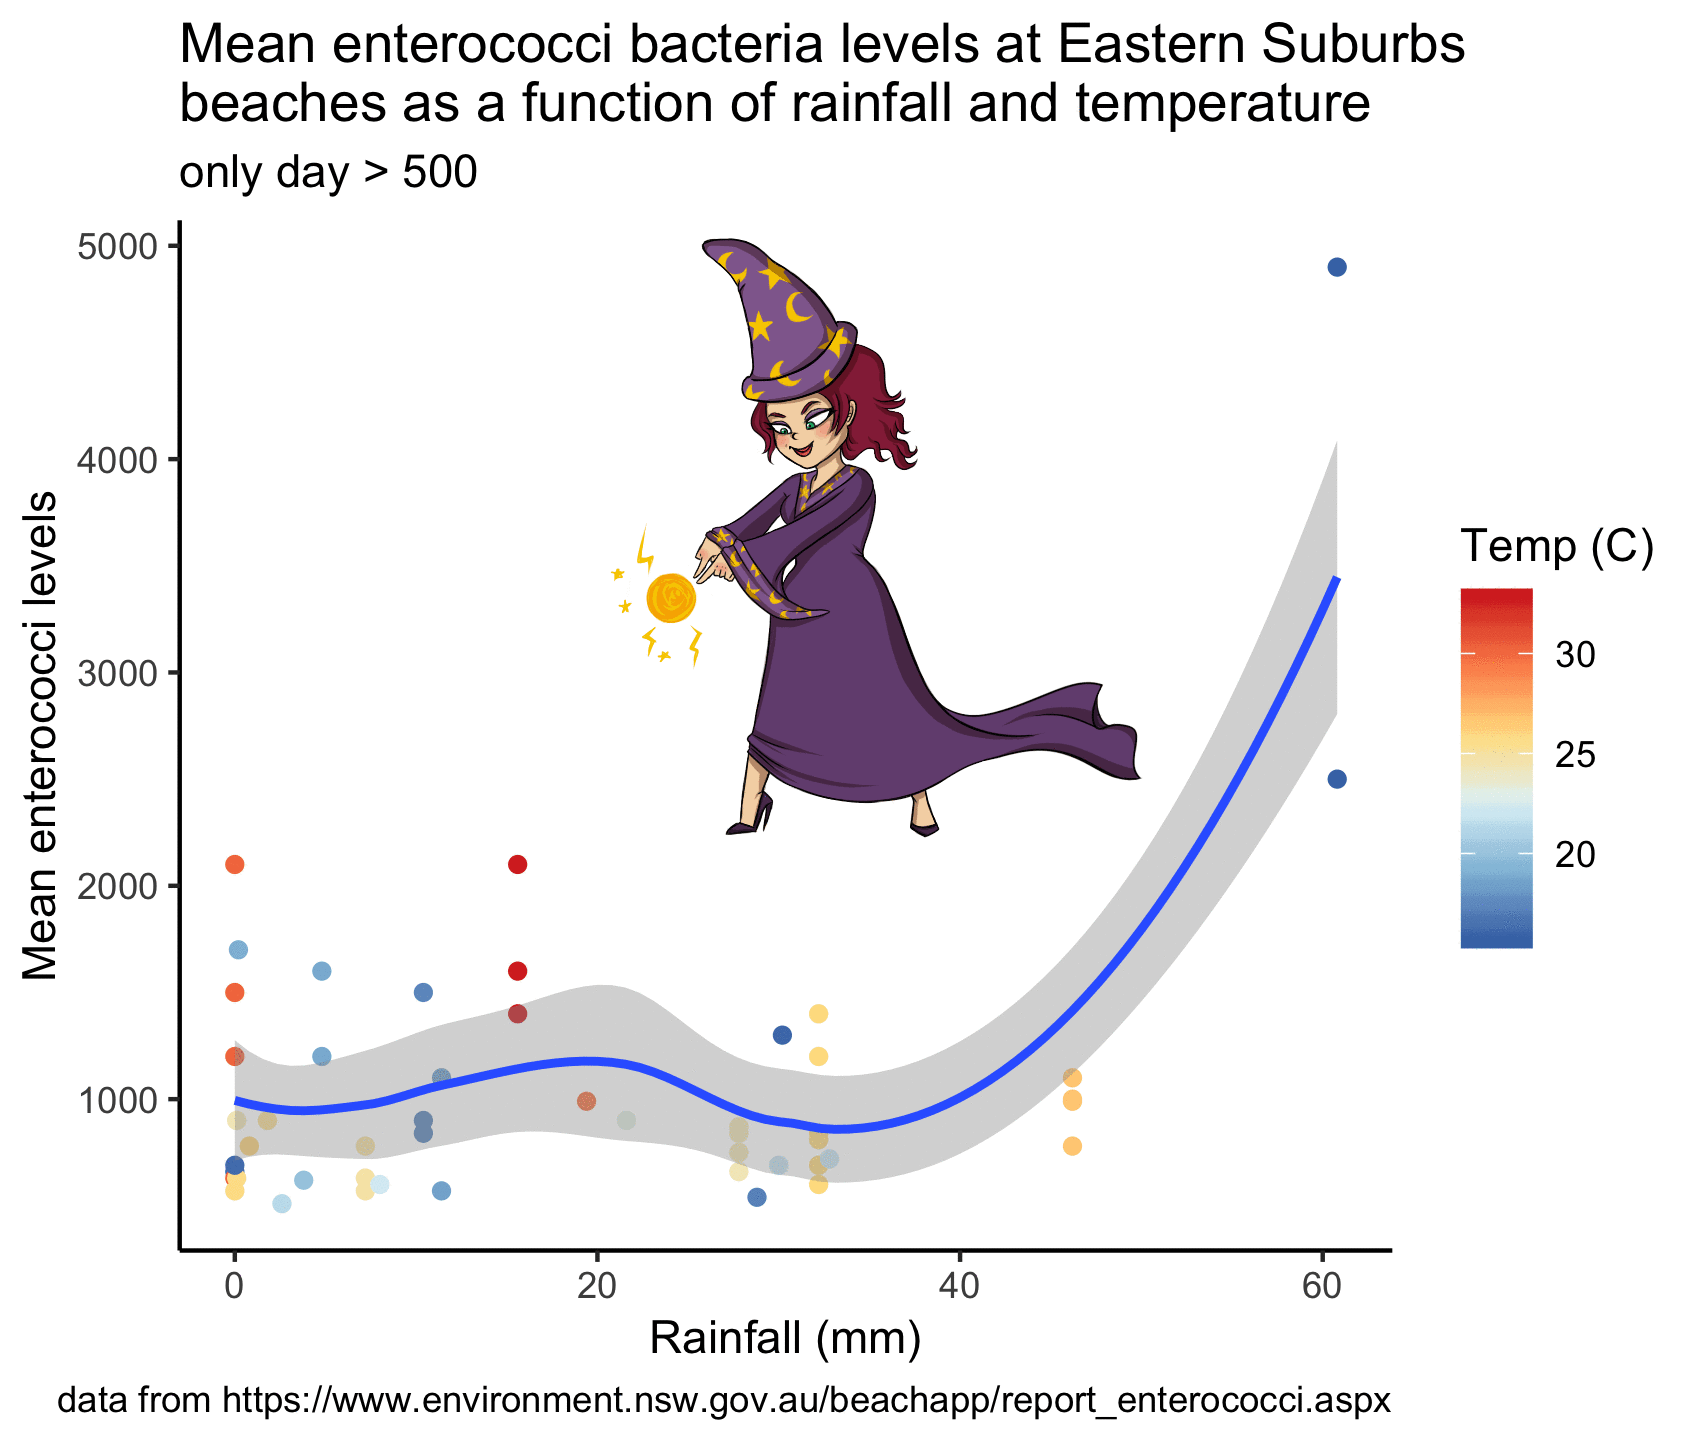 Mean enterococci bacteria levels at Eastern Suburbs
beaches as a function of rainfall and temperature
only day > 500
Mean enterococci levels
5000
4000
3000
2000
1000
0
20
40
60
Rainfall (mm)
Temp (C)
30
25
20
data from https://www.environment.nsw.gov.au/beachapp/report_enterococci.aspx